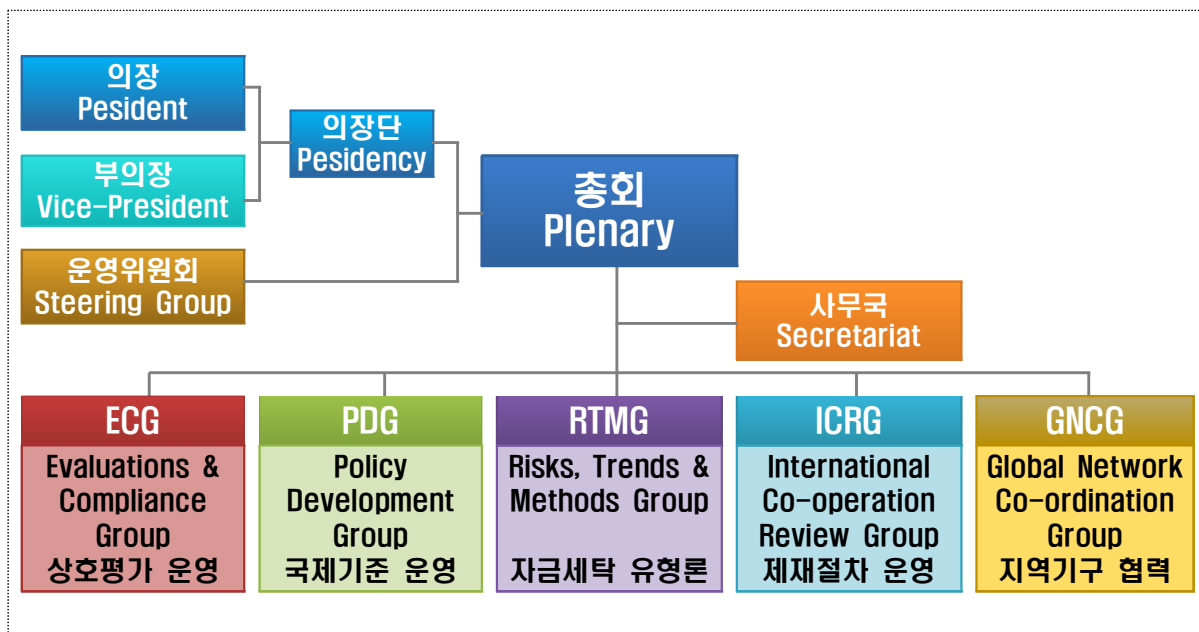 의장
Pesident
의장단
Pesidency
부의장
Vice-President
총회
Plenary
운영위원회
Steering Group
사무국
Secretariat
ECG
Evaluations &
Compliance
Group
상호평가 운영
PDG
Policy
Development
Group
국제기준 운영
RTMG
Risks, Trends &
Methods Group
자금세탁 유형론
ICRG
International
Co-operation
Review Group
제재절차 운영
GNCG
Global Network
Co-ordination
Group
지역기구 협력